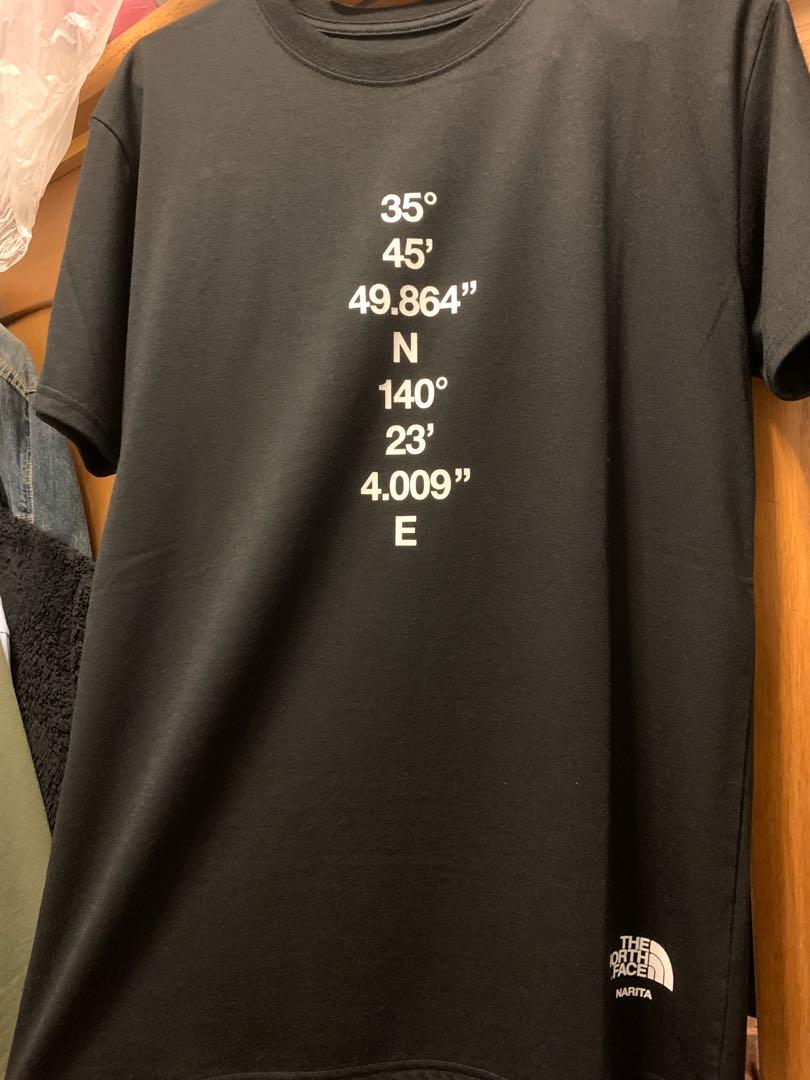 35°
45’
49.864”
N
140°
23’
4.009”
E
THE
NORTH
FACE
NARITA